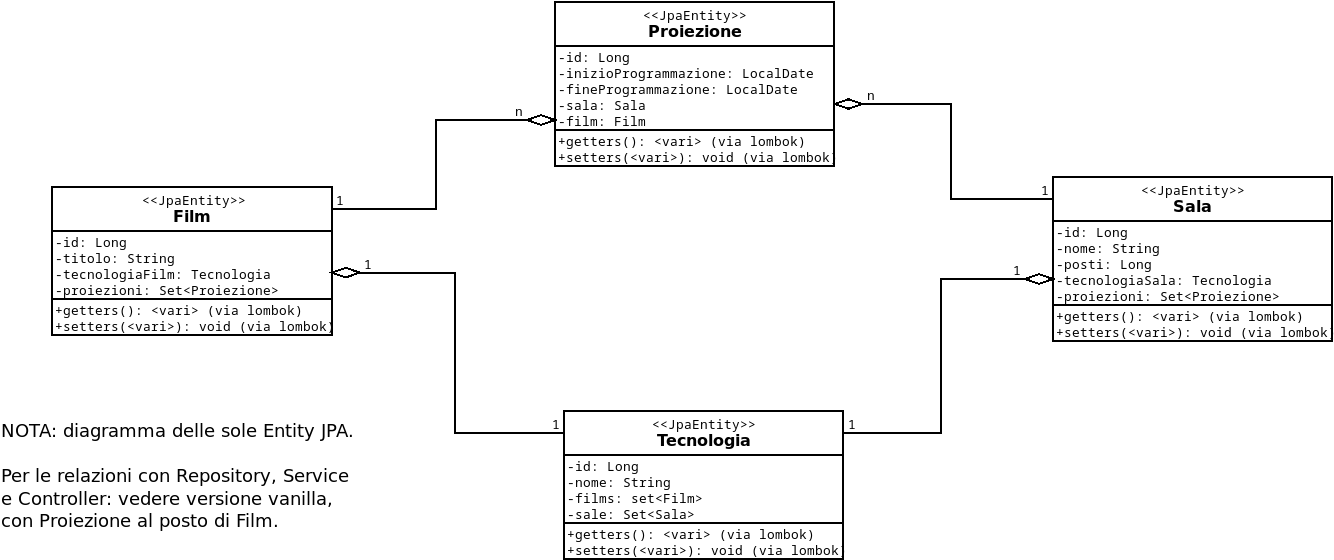 <<JpaEntity>>
Proiezione
-id: Long
-inizioProgrammazione: LocalDate
-fineProgrammazione: LocalDate
-sala: Sala
-film: Film
+getters(): <vari> (via lombok)
+setters(<vari>): void (via lombok)
n
n
1
1
<<JpaEntity>>
Film
-id: Long
-titolo: String
-tecnologiaFilm: Tecnologia
-proiezioni: Set<Proiezione>
+getters(): <vari> (via lombok)
+setters(<vari>): void (via lombok)
1
<<JpaEntity>>
Sala
-id: Long
-nome: String
-posti: Long
-tecnologiaSala: Tecnologia
-proiezioni: Set<Proiezione>
+getters(): <vari> (via lombok)
+setters(<vari>): void (via lombok)
1
1
1
<<JpaEntity>>
Tecnologia
-id: Long
-nome: String
-films: set<Film>
-sale: Set<Sala>
+getters(): <vari> (via lombok)
+setters(<vari>): void (via lombok)
NOTA: diagramma delle sole Entity JPA.
Per le relazioni con Repository, Service
e Controller: vedere versione vanilla,
con Proiezione al posto di Film.